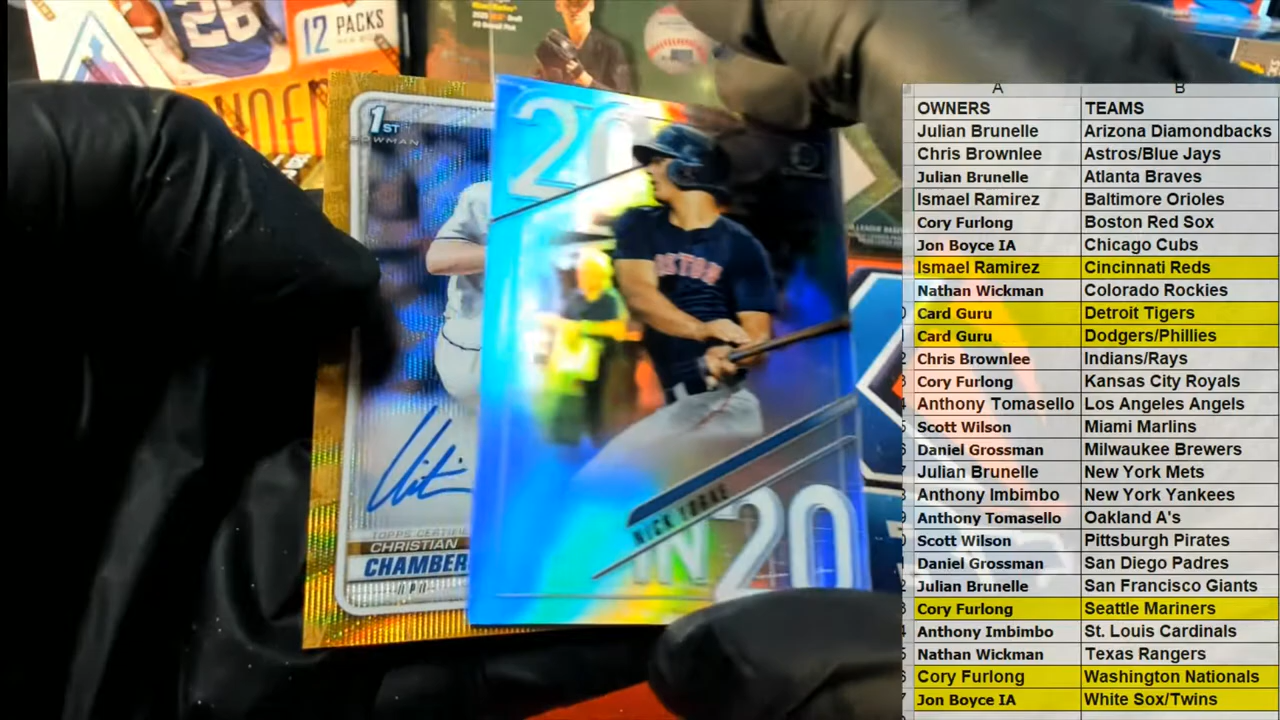 26
12 PACKS
1ST
BOWMAN
20
BOSTON
NICK YORKE
IN 20
TOPPS CERTIFIE
CHRISTIAN
CHAMBER
A B
OWNERS TEAMS
Julian Brunelle Arizona Diamondbacks
Chris Brownlee Astros/Blue Jays
Julian Brunelle Atlanta Braves
Ismael Ramirez Baltimore Orioles
Cory Furlong Boston Red Sox
Jon Boyce IA Chicago Cubs
Ismael Ramirez Cincinnati Reds
Nathan Wickman Colorado Rockies
Card Guru Detroit Tigers
Card Guru Dodgers/Phillies
Chris Brownlee Indians/Rays
Cory Furlong Kansas City Royals
Anthony Tomasello Los Angeles Angels
Scott Wilson Miami Marlins
Daniel Grossman Milwaukee Brewers
Julian Brunelle New York Mets
Anthony Imbimbo New York Yankees
Anthony Tomasello Oakland A's
Scott Wilson Pittsburgh Pirates
Daniel Grossman San Diego Padres
Julian Brunelle San Francisco Giants
Cory Furlong Seattle Mariners
Anthony Imbimbo St. Louis Cardinals
Nathan Wickman Texas Rangers
Cory Furlong Washington Nationals
Jon Boyce IA White Sox/Twins